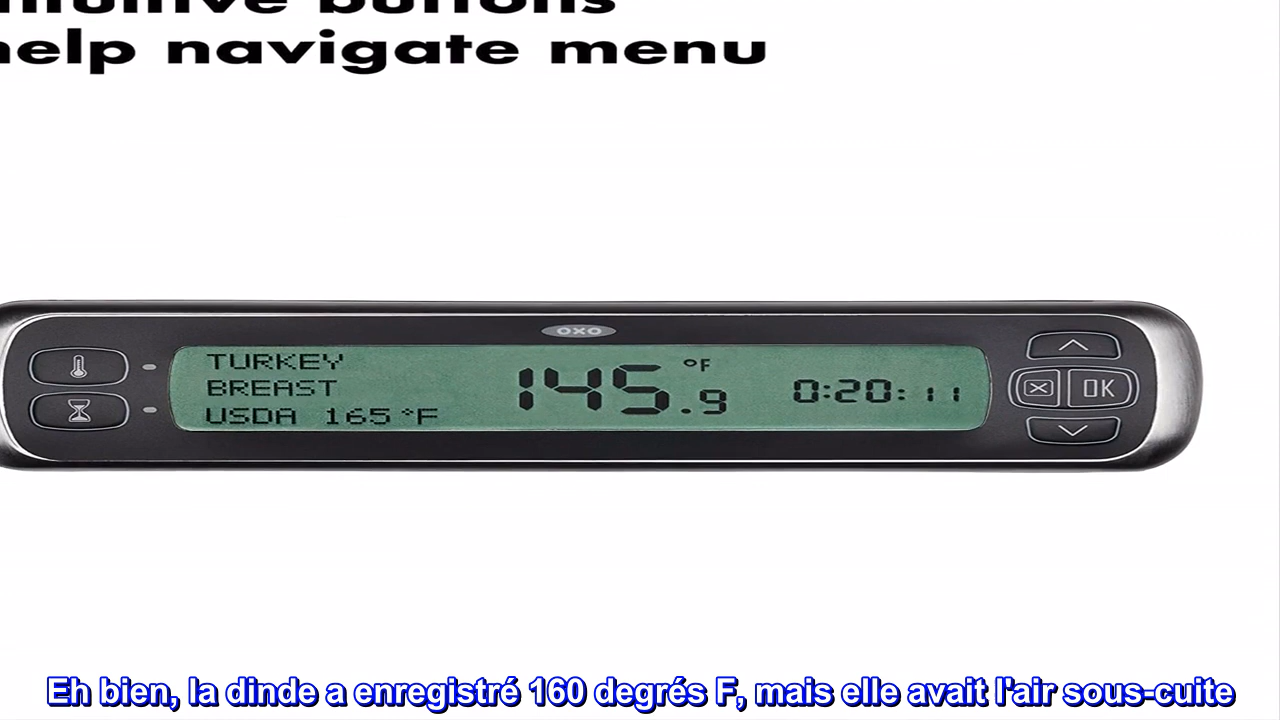 buttons
help navigate menu
OXO
TURKEY
BREAST
USDA 165°F
145.9 °F
0:20:11
OK
Eh bien, la dinde a enregistré 160 degrés F, mais elle avait l'air sous-cuite